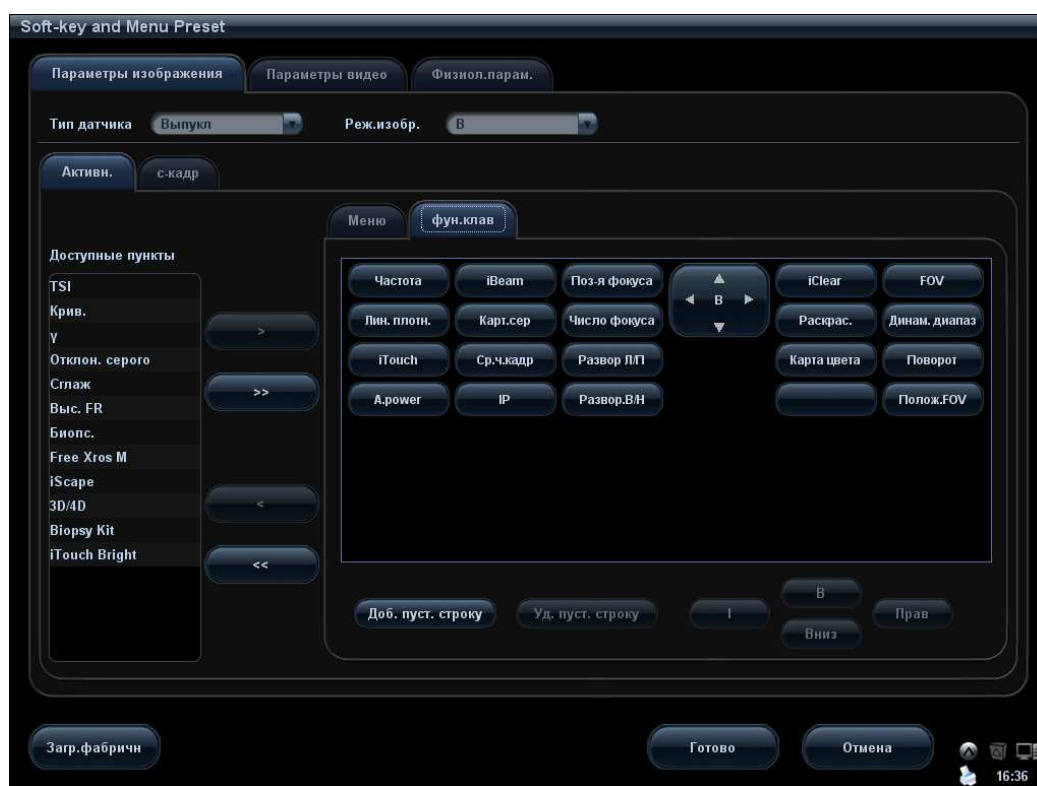 Soft-key and Menu Preset
Параметры изображения Параметры видео Физиол.парам.
Тип датчика Выпукл Реж.изобр. B
Активн. с-кадр
Меню фун.клав
Доступные пункты
TSI
Крив.
γ
Отклон. серого
Сглаж
Выс. FR
Биопс.
Free Xros M
iScape
3D/4D
Biopsy Kit
iTouch Bright
>
>>
<
<<
Частота iBeam Поз-я фокуса B iClear FOV
Лин. плотн. Карт.сер Число фокуса Раскрас. Динам. диапаз
iTouch Ср.ч.кадр Развор Л/П Карта цвета Поворот
A.power IP Развор.В/Н Полож.FOV
Доб. пуст. строку Уд. пуст. строку I В Вниз Прав
Загр.фабричн Готово Отмена
16:36